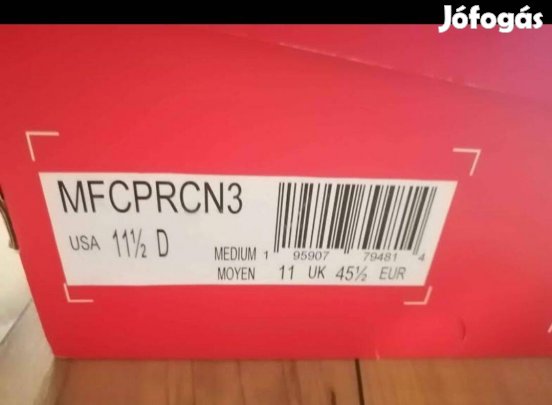 Jófogás
MFCPRCN3
USA 11½ D
MEDIUM 1 95907 79481 4
MOYEN 11 UK 45½ EUR